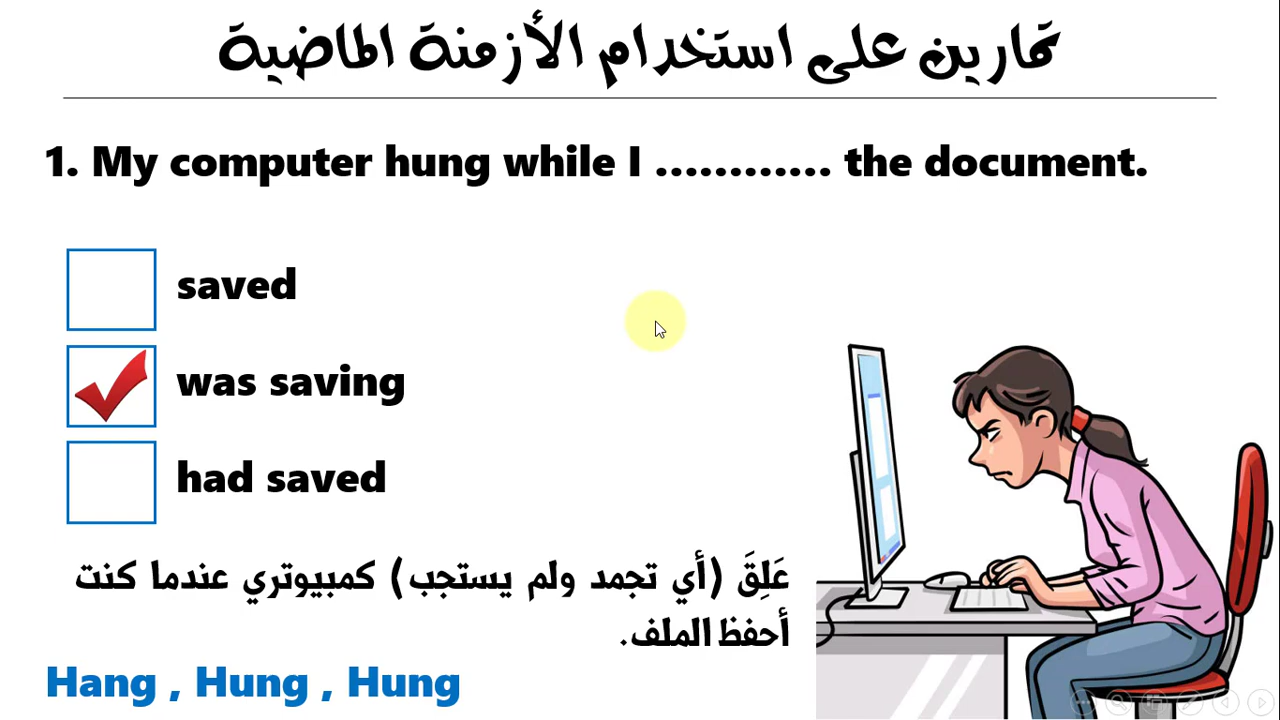 تمارين على استخدام الأزمنة الماضية
1. My computer hung while I ............ the document.
saved
was saving
had saved
عَلِقَ (أي تجمد ولم يستجب) كمبيوتري عندما كنت
أحفظ الملف.
Hang , Hung , Hung